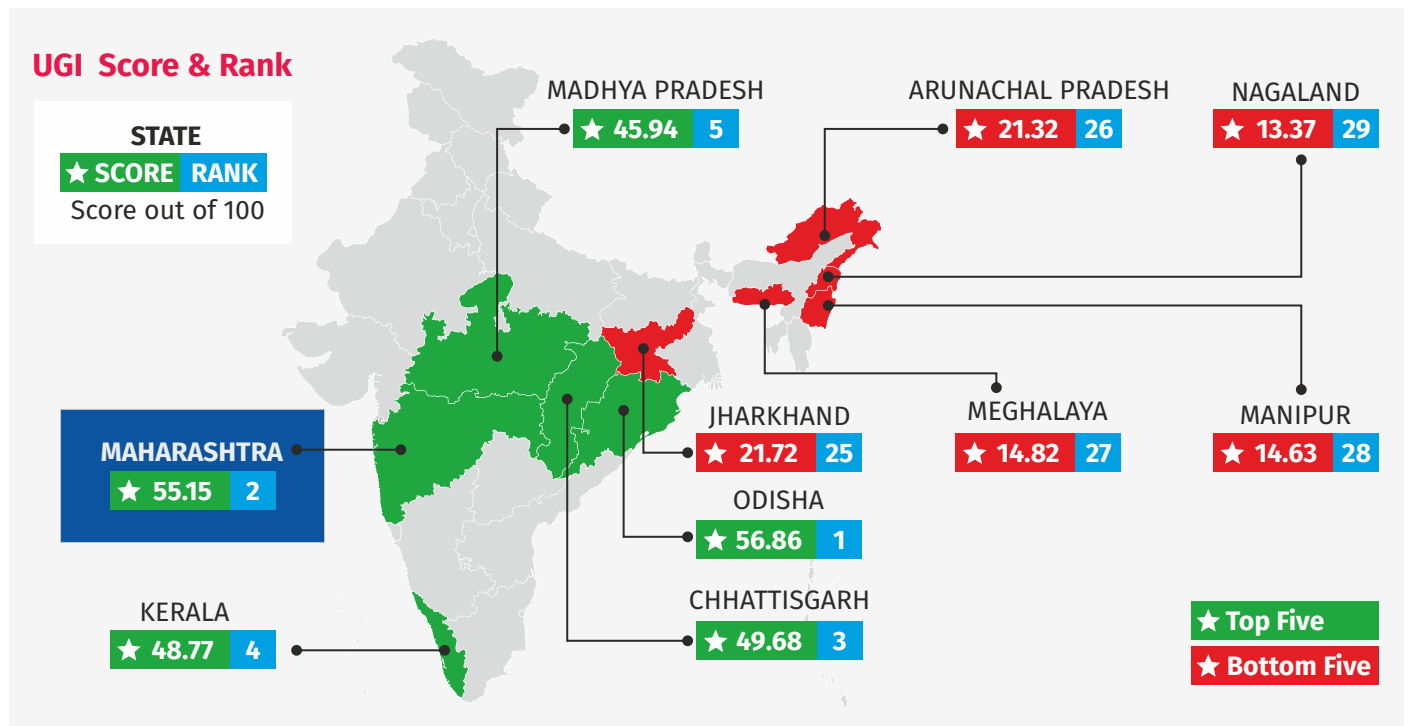 UGI Score & Rank
STATE
SCORE RANK
Score out of 100
MADHYA PRADESH
45.94 5
ARUNACHAL PRADESH
21.32 26
NAGALAND
13.37 29
MAHARASHTRA
55.15 2
JHARKHAND
21.72 25
MEGHALAYA
14.82 27
MANIPUR
14.63 28
ODISHA
56.86 1
KERALA
48.77 4
CHHATTISGARH
49.68 3
Top Five
Bottom Five